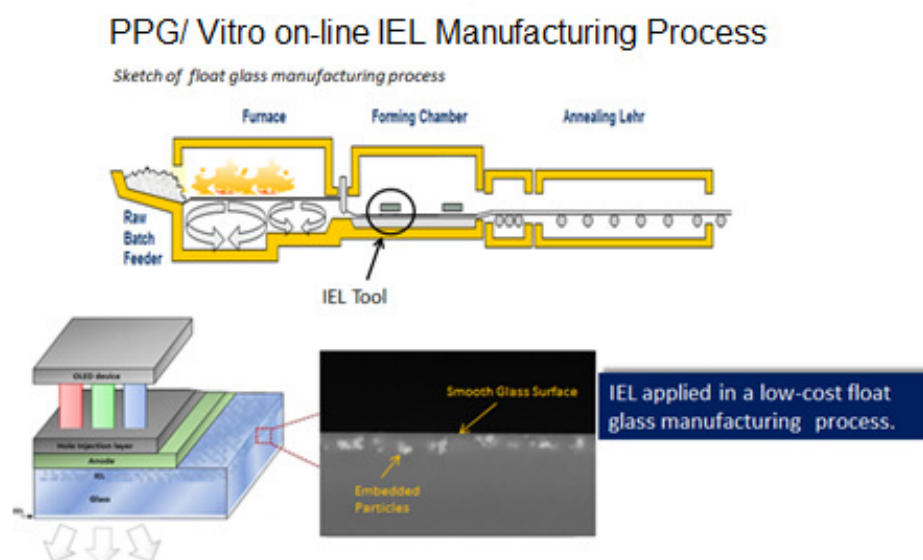 PPG/ Vitro on-line IEL Manufacturing Process
Sketch of float glass manufacturing process
Furnace
Forming Chamber
Annealing Lehr
Raw
Batch
Feeder
IEL Tool
OLED device
Hole Injection layer
Anode
IEL
Glass
Smooth Glass Surface
Embedded
Particles
IEL applied in a low-cost float
glass manufacturing process.